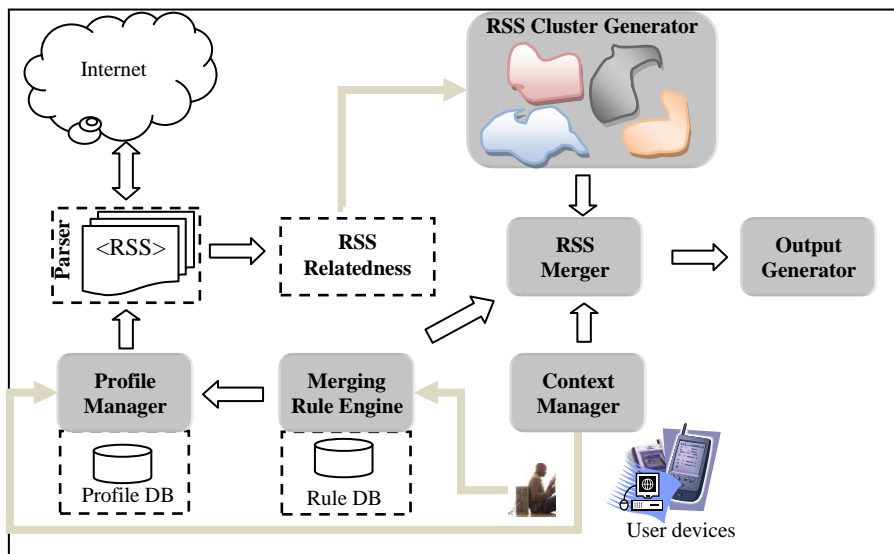 RSS Cluster Generator
Internet
Parser
<RSS>
RSS
Relatedness
RSS
Merger
Output
Generator
Profile
Manager
Merging
Rule Engine
Context
Manager
Profile DB
Rule DB
User devices